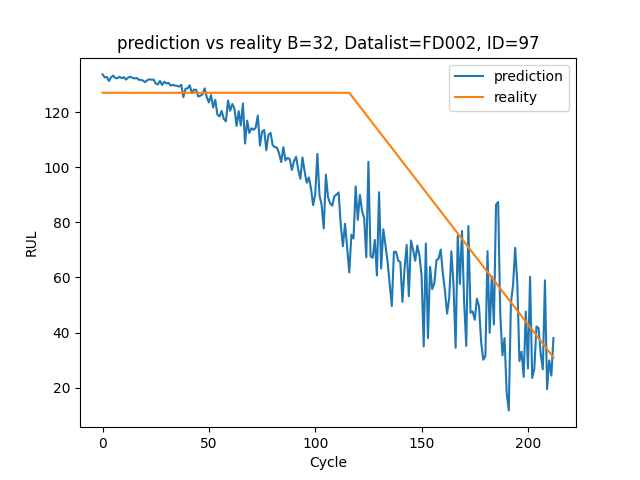 prediction vs reality B=32, Datalist=FD002, ID=97
prediction
reality
RUL
120
100
80
60
40
20
0 50 100 150 200
Cycle